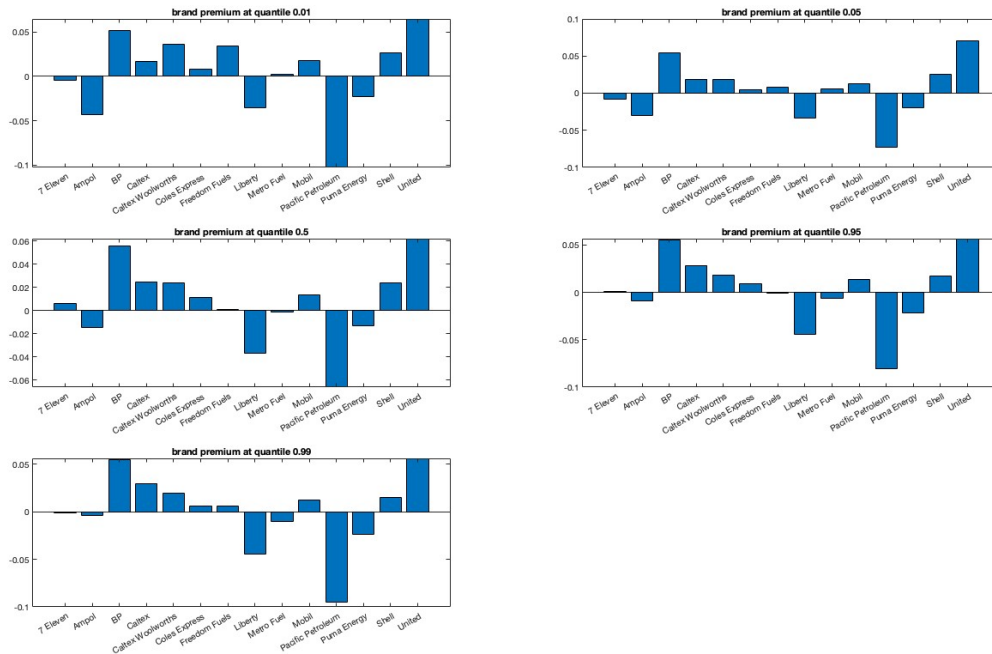 brand premium at quantile 0.01
0.05
0
-0.05
-0.1
7 Eleven
Ampol
BP
Caltex
Caltex Woolworths
Coles Express
Freedom Fuels
Liberty
Metro Fuel
Mobil
Pacific Petroleum
Puma Energy
Shell
United
brand premium at quantile 0.05
0.1
0.05
0
-0.05
-0.1
7 Eleven
Ampol
BP
Caltex
Caltex Woolworths
Coles Express
Freedom Fuels
Liberty
Metro Fuel
Mobil
Pacific Petroleum
Puma Energy
Shell
United
brand premium at quantile 0.5
0.06
0.04
0.02
0
-0.02
-0.04
-0.06
7 Eleven
Ampol
BP
Caltex
Caltex Woolworths
Coles Express
Freedom Fuels
Liberty
Metro Fuel
Mobil
Pacific Petroleum
Puma Energy
Shell
United
brand premium at quantile 0.95
0.05
0
-0.05
-0.1
7 Eleven
Ampol
BP
Caltex
Caltex Woolworths
Coles Express
Freedom Fuels
Liberty
Metro Fuel
Mobil
Pacific Petroleum
Puma Energy
Shell
United
brand premium at quantile 0.99
0.05
0
-0.05
-0.1
7 Eleven
Ampol
BP
Caltex
Caltex Woolworths
Coles Express
Freedom Fuels
Liberty
Metro Fuel
Mobil
Pacific Petroleum
Puma Energy
Shell
United